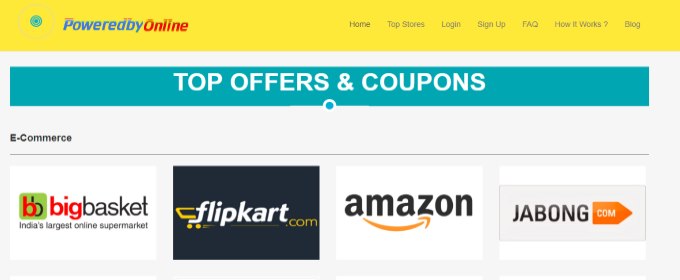 PoweredbyOnline
Home Top Stores Login Sign Up FAQ How It Works ? Blog
TOP OFFERS & COUPONS
E-Commerce
bb bigbasket
India's largest online supermarket
flipkart.com
amazon
JABONG COM